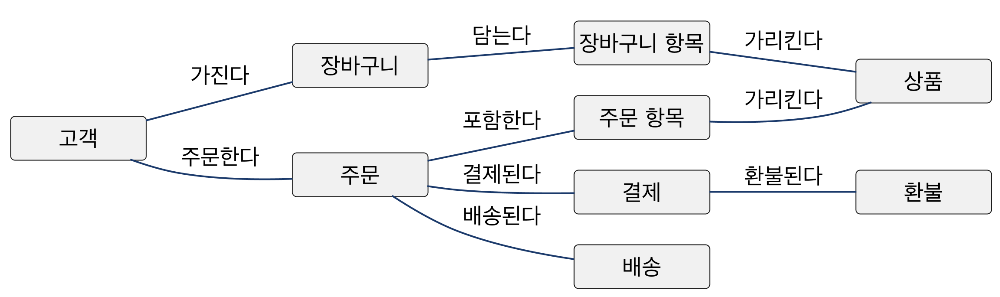 고객
가진다
주문한다
장바구니
주문
담는다
포함한다
결제된다
배송된다
장바구니 항목
주문 항목
결제
배송
가리킨다
가리킨다
환불된다
상품
환불